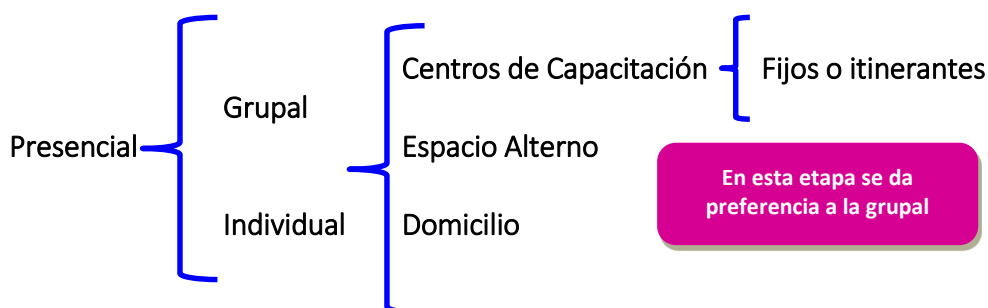 Presencial
Grupal
Individual
Centros de Capacitación
Espacio Alterno
Domicilio
Fijos o itinerantes
En esta etapa se da
preferencia a la grupal